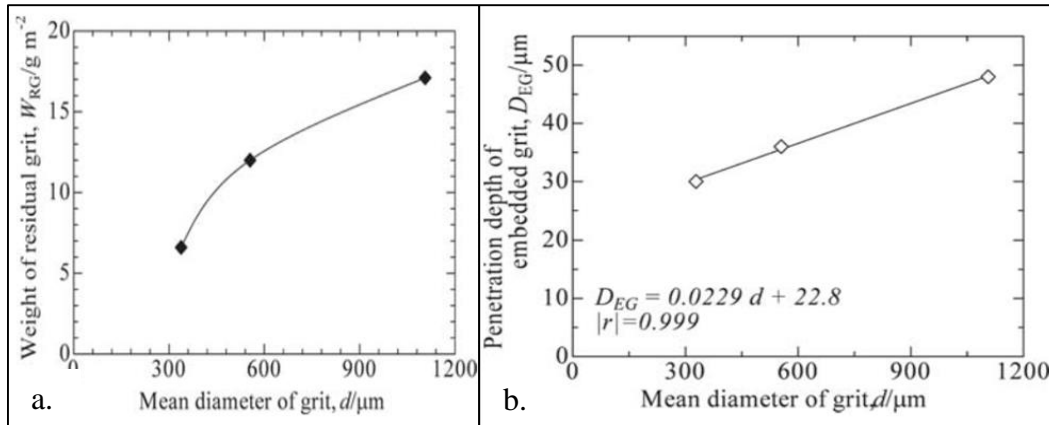 Weight of residual grit, W_RG/g m⁻²
20
15
10
5
0
0 300 600 900 1200
Mean diameter of grit, d/μm
a.
Penetration depth of
embedded grit, D_EG/μm
50
40
30
20
10
0
D_EG = 0.0229 d + 22.8
|r|=0.999
0 300 600 900 1200
Mean diameter of grit,d/μm
b.